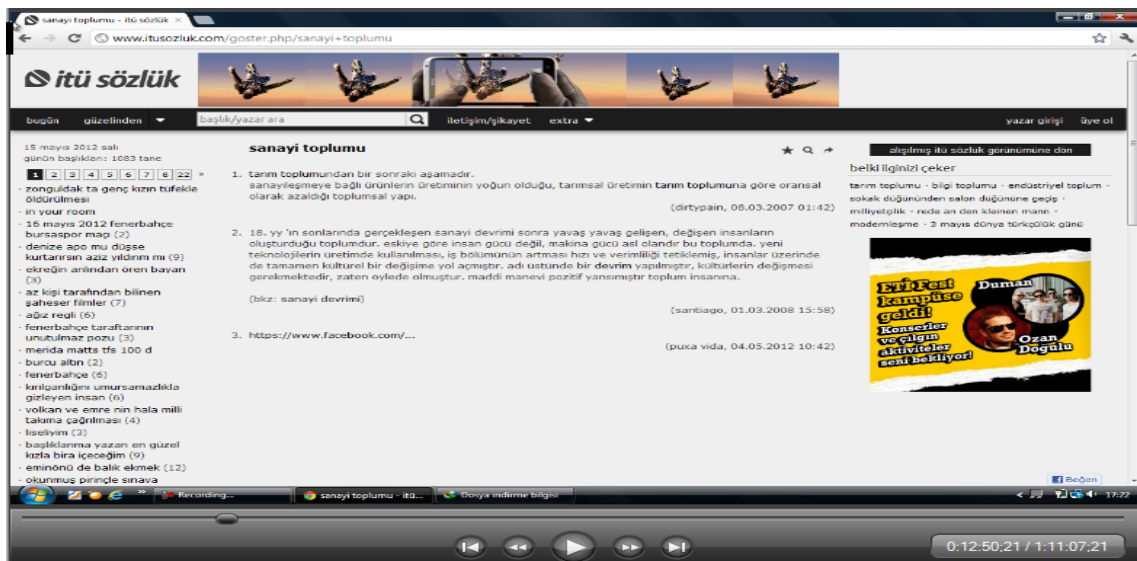 sanayi toplumu - itü sözlük
www.itusozluk.com/goster.php/sanayi+toplumu
itü sözlük
bugün güzelinden başlık/yazar ara iletişim/şikayet extra yazar girişi üye ol
15 mayıs 2012 salı
günün başlıkları: 1083 tane
1 2 3 4 5 6 7 8 22 »
· zonguldak ta genç kızın tüfekle
öldürülmesi
· in your room
· 16 mayıs 2012 fenerbahçe
bursaspor maçı (2)
· denize apo mu düşse
kurtarırsın aziz yıldırım mı (9)
· ekreğin anlından ören bayan
(3)
· az kişi tarafından bilinen
şaheser filmler (7)
· ağız regli (6)
· fenerbahçe taraftarının
unutulmaz pozu (3)
· merida matts tfs 100 d
· burcu altın (2)
· fenerbahçe (6)
· kırılganlığını umursamazlıkla
gizleyen insan (6)
· volkan ve emre nin hala milli
takıma çağrılması (4)
· liseliyim (3)
· başlıklarıma yazan en güzel
kızla bira içeceğim (9)
· eminönü de balık ekmek (12)
· okunmuş pirinçle sınava
sanayi toplumu
1. tarım toplumundan bir sonraki aşamadır.
sanayileşmeye bağlı ürünlerin üretiminin yoğun olduğu, tarımsal üretimin tarım toplumuna göre oransal
olarak azaldığı toplumsal yapı.
(dirtypain, 08.03.2007 01:42)
2. 18. yy 'ın sonlarında gerçekleşen sanayi devrimi sonra yavaş yavaş gelişen, değişen insanların
oluşturduğu toplumdur. eskiye göre insan gücü değil, makina gücü asıl olandır bu toplumda. yeni
teknolojilerin üretimde kullanılması, iş bölümünün artması hızı ve verimliliği tetiklemiş, insanlar üzerinde
de tamamen kültürel bir değişime yol açmıştır. adı üstünde bir devrim yapılmıştır, kültürlerin değişmesi
gerekmektedir, zaten öylede olmuştur. maddi manevi pozitif yansımıştır toplum insanına.
(bkz: sanayi devrimi)
(santiago, 01.03.2008 15:58)
3. https://www.facebook.com/...
(puxa vida, 04.05.2012 10:42)
alışılmış itü sözlük görünümüne dön
belki ilginizi çeker
tarım toplumu · bilgi toplumu · endüstriyel toplum ·
sokak düğününden salon düğününe geçiş ·
milliyetçilik · rede an den kleinen mann ·
modernleşme · 3 mayıs dünya türkçülük günü
ETİ Fest
kampüse
geldi!
Konserler
ve çılgın
aktiviteler
seni bekliyor!
Duman
Ozan
Doğulu
Beğen
Recording... sanayi toplumu - itü... Dosya indirme bilgisi 17:22
0:12:50;21 / 1:11:07;21